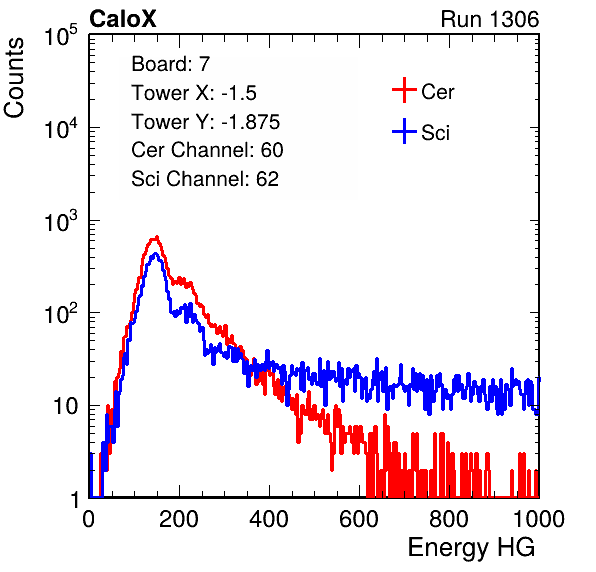 CaloX Run 1306
Counts
10^5
10^4
10^3
10^2
10
1
Board: 7
Tower X: -1.5
Tower Y: -1.875
Cer Channel: 60
Sci Channel: 62
Cer
Sci
0 200 400 600 800 1000
Energy HG